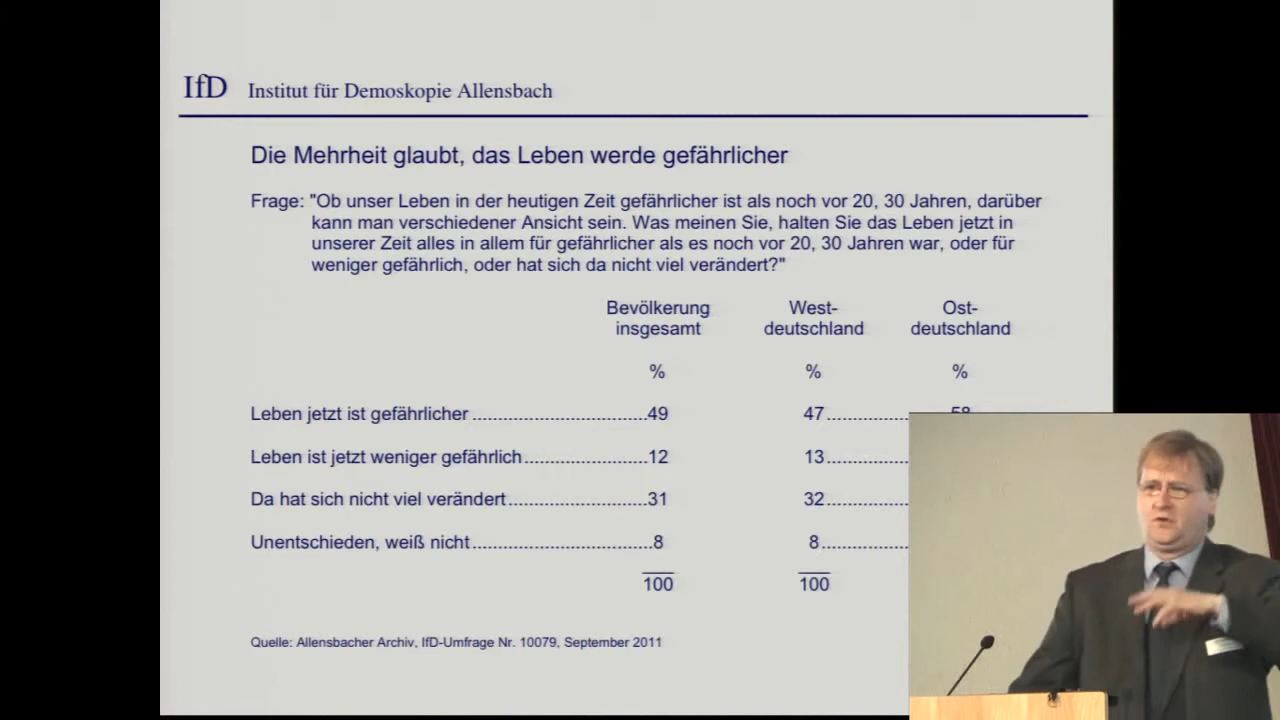 IfD Institut für Demoskopie Allensbach
Die Mehrheit glaubt, das Leben werde gefährlicher
Frage: "Ob unser Leben in der heutigen Zeit gefährlicher ist als noch vor 20, 30 Jahren, darüber
kann man verschiedener Ansicht sein. Was meinen Sie, halten Sie das Leben jetzt in
unserer Zeit alles in allem für gefährlicher als es noch vor 20, 30 Jahren war, oder für
weniger gefährlich, oder hat sich da nicht viel verändert?"
Bevölkerung West- Ost-
insgesamt deutschland deutschland
% % %
Leben jetzt ist gefährlicher 49 47
Leben ist jetzt weniger gefährlich 12 13
Da hat sich nicht viel verändert 31 32
Unentschieden, weiß nicht 8 8
100 100
Quelle: Allensbacher Archiv, IfD-Umfrage Nr. 10079, September 2011